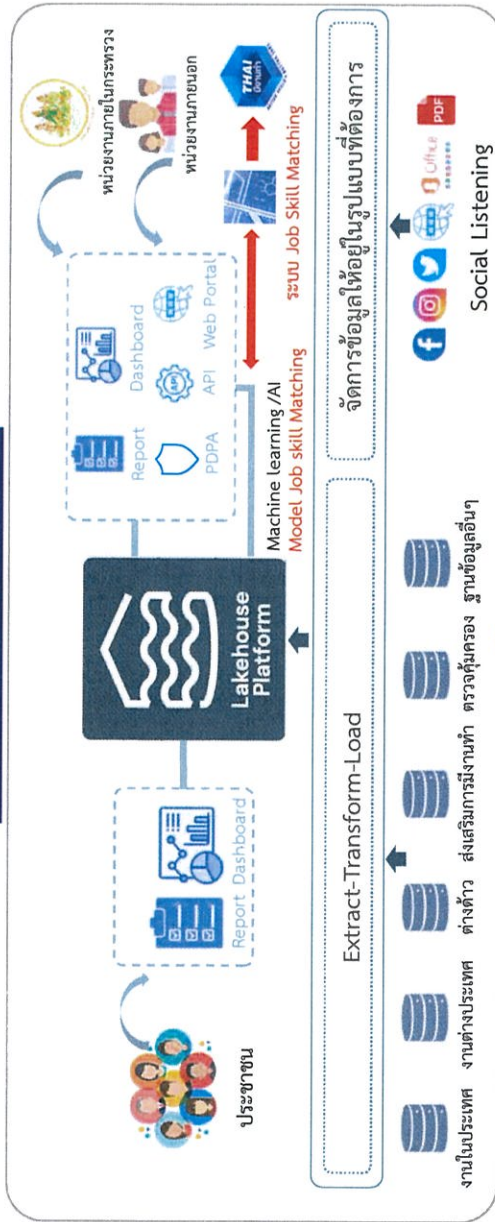 ประชาชน
Report Dashboard
Lakehouse
Platform
Report
Dashboard
PDPA
API
Web Portal
หน่วยงานภายในกระทรวง
หน่วยงานภายนอก
Machine learning /AI
Model Job skill Matching
ระบบ Job Skill Matching
THAI
มีงานทำ
Extract-Transform-Load
จัดการข้อมูลให้อยู่ในรูปแบบที่ต้องการ
งานในประเทศ
งานต่างประเทศ
ต่างด้าว
ส่งเสริมการมีงานทำ
ตรวจคุ้มครอง
ฐานข้อมูลอื่นๆ
Office
PDF
Social Listening